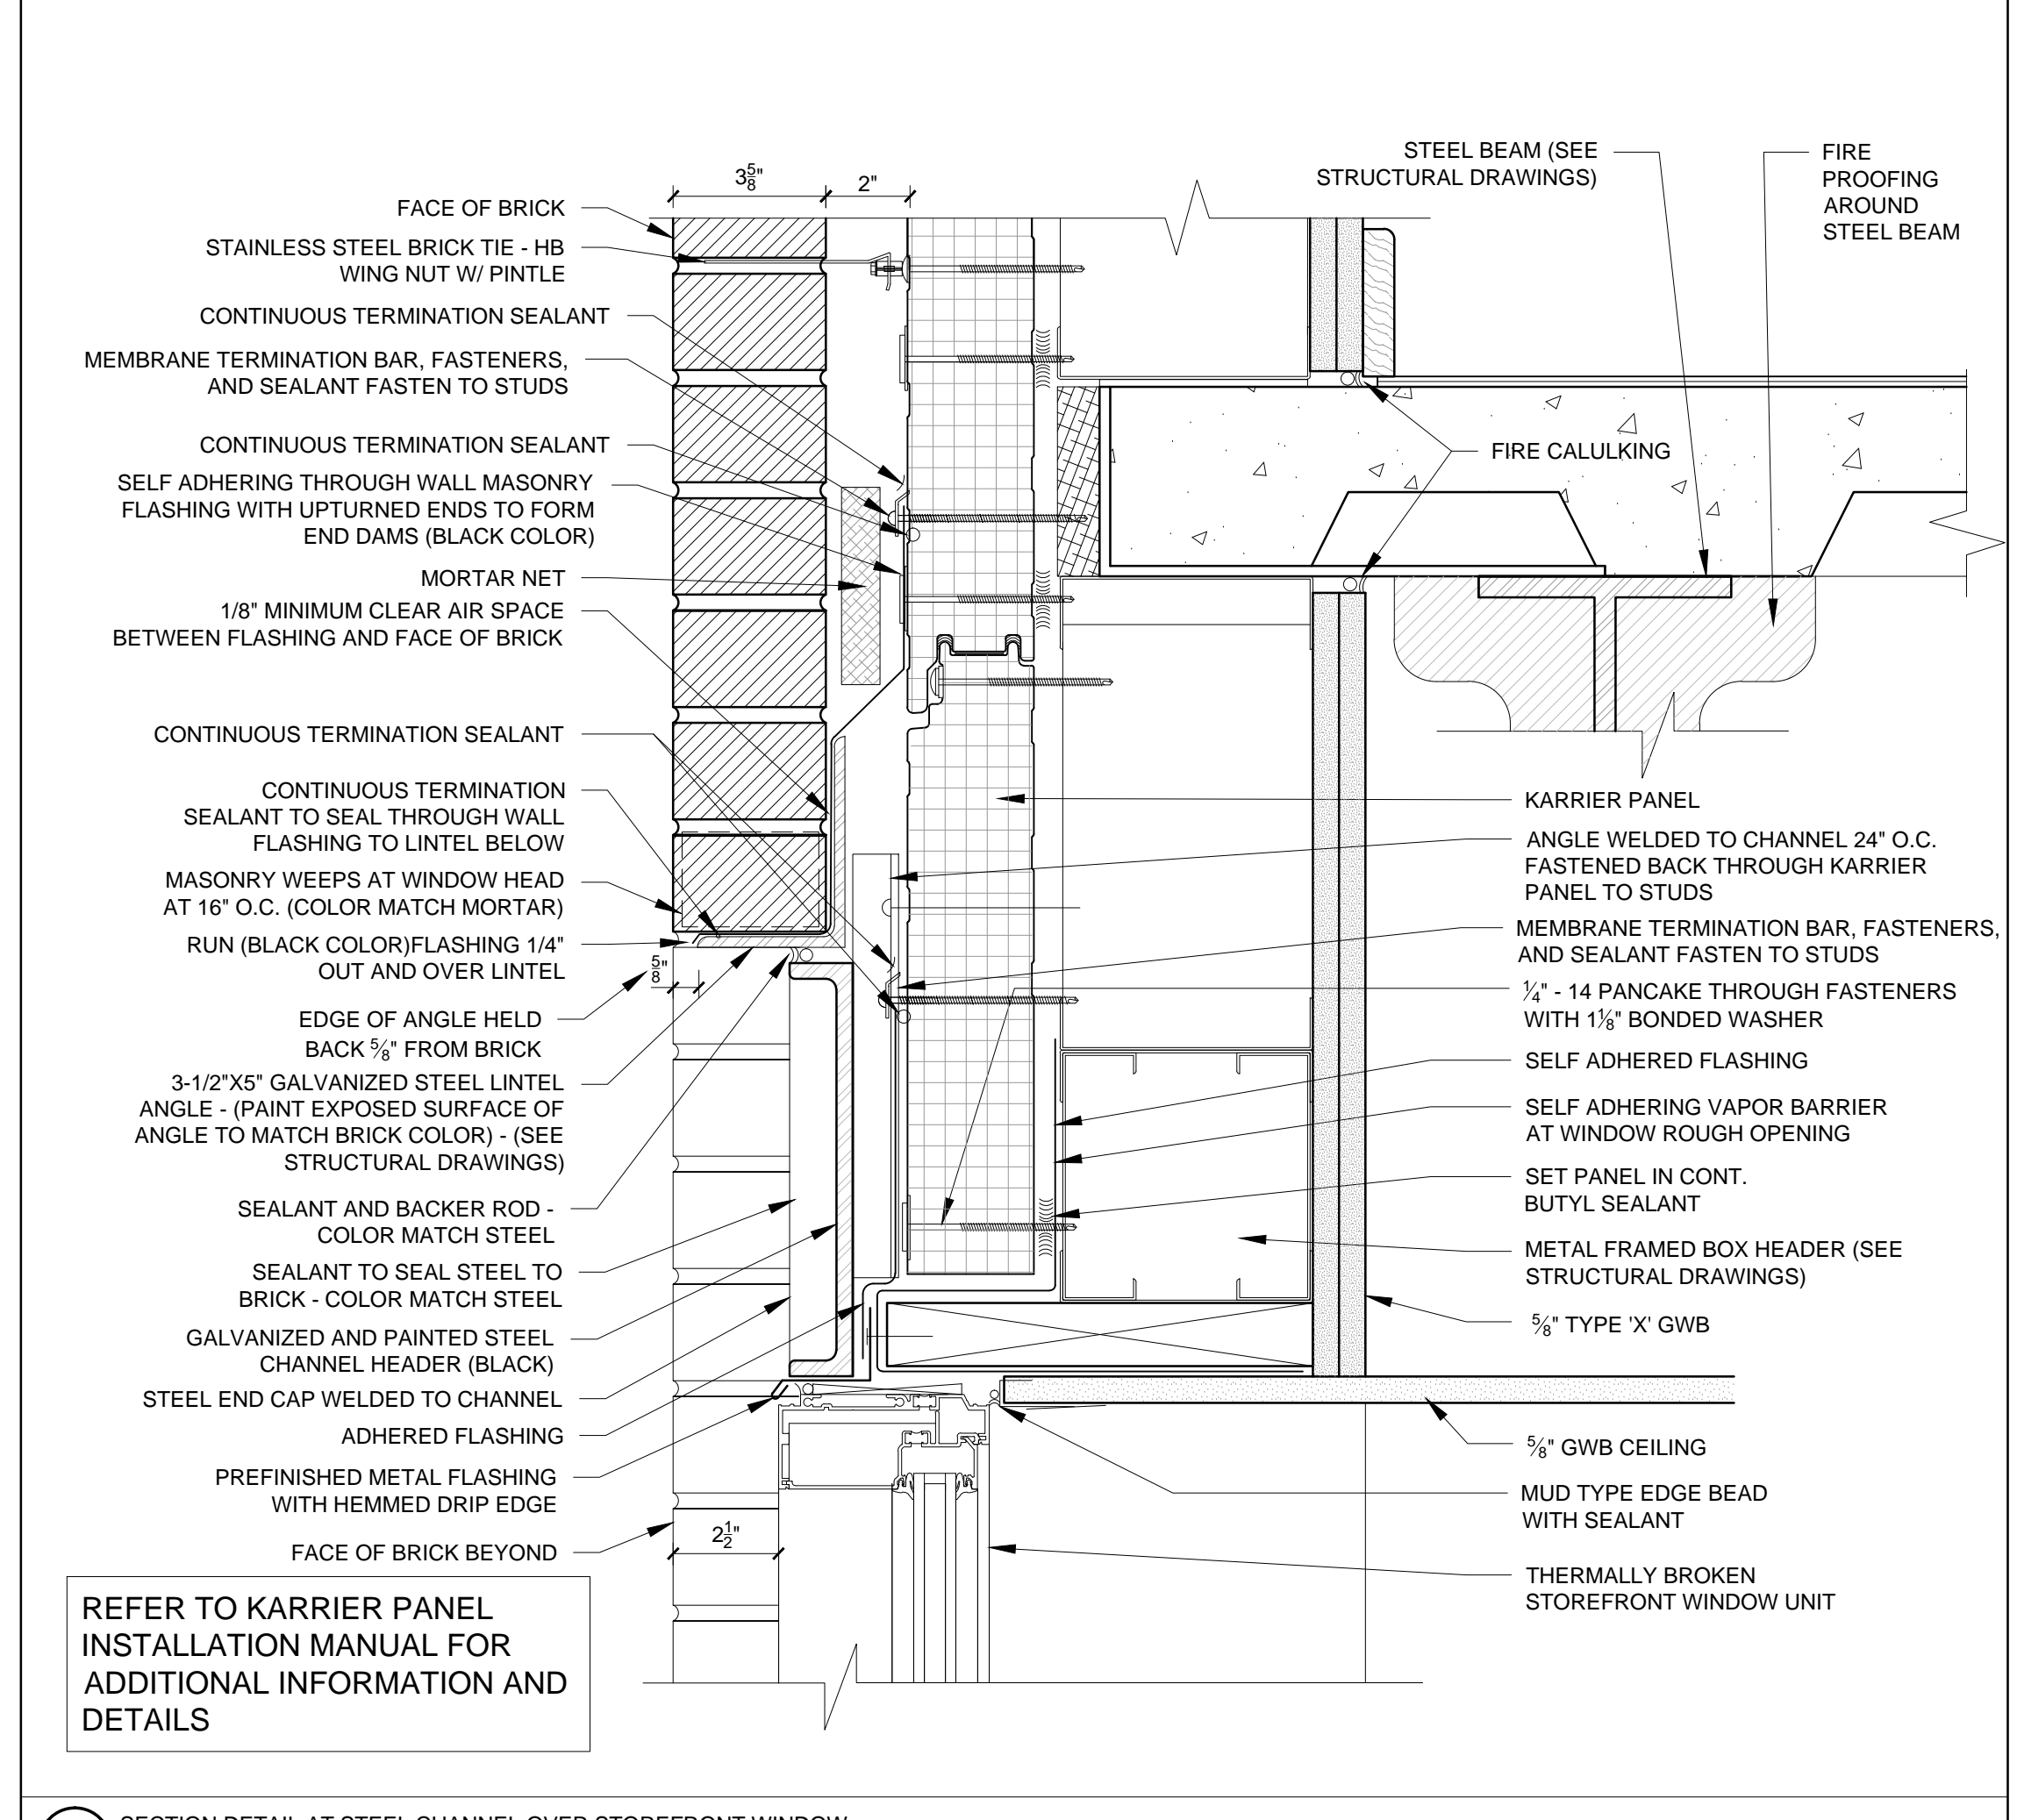 3⅝"
2"
FACE OF BRICK
STAINLESS STEEL BRICK TIE - HB
WING NUT W/ PINTLE
CONTINUOUS TERMINATION SEALANT
MEMBRANE TERMINATION BAR, FASTENERS,
AND SEALANT FASTEN TO STUDS
CONTINUOUS TERMINATION SEALANT
SELF ADHERING THROUGH WALL MASONRY
FLASHING WITH UPTURNED ENDS TO FORM
END DAMS (BLACK COLOR)
MORTAR NET
1/8" MINIMUM CLEAR AIR SPACE
BETWEEN FLASHING AND FACE OF BRICK
CONTINUOUS TERMINATION SEALANT
CONTINUOUS TERMINATION
SEALANT TO SEAL THROUGH WALL
FLASHING TO LINTEL BELOW
MASONRY WEEPS AT WINDOW HEAD
AT 16" O.C. (COLOR MATCH MORTAR)
RUN (BLACK COLOR)FLASHING 1/4"
OUT AND OVER LINTEL
⅝"
EDGE OF ANGLE HELD
BACK ⅝" FROM BRICK
3-1/2"X5" GALVANIZED STEEL LINTEL
ANGLE - (PAINT EXPOSED SURFACE OF
ANGLE TO MATCH BRICK COLOR) - (SEE
STRUCTURAL DRAWINGS)
SEALANT AND BACKER ROD -
COLOR MATCH STEEL
SEALANT TO SEAL STEEL TO
BRICK - COLOR MATCH STEEL
GALVANIZED AND PAINTED STEEL
CHANNEL HEADER (BLACK)
STEEL END CAP WELDED TO CHANNEL
ADHERED FLASHING
PREFINISHED METAL FLASHING
WITH HEMMED DRIP EDGE
FACE OF BRICK BEYOND
2½"
STEEL BEAM (SEE
STRUCTURAL DRAWINGS)
FIRE
PROOFING
AROUND
STEEL BEAM
FIRE CALULKING
KARRIER PANEL
ANGLE WELDED TO CHANNEL 24" O.C.
FASTENED BACK THROUGH KARRIER
PANEL TO STUDS
MEMBRANE TERMINATION BAR, FASTENERS,
AND SEALANT FASTEN TO STUDS
¼" - 14 PANCAKE THROUGH FASTENERS
WITH 1⅛" BONDED WASHER
SELF ADHERED FLASHING
SELF ADHERING VAPOR BARRIER
AT WINDOW ROUGH OPENING
SET PANEL IN CONT.
BUTYL SEALANT
METAL FRAMED BOX HEADER (SEE
STRUCTURAL DRAWINGS)
⅝" TYPE 'X' GWB
⅝" GWB CEILING
MUD TYPE EDGE BEAD
WITH SEALANT
THERMALLY BROKEN
STOREFRONT WINDOW UNIT
REFER TO KARRIER PANEL
INSTALLATION MANUAL FOR
ADDITIONAL INFORMATION AND
DETAILS
SECTION DETAIL AT STEEL CHANNEL OVER STOREFRONT WINDOW